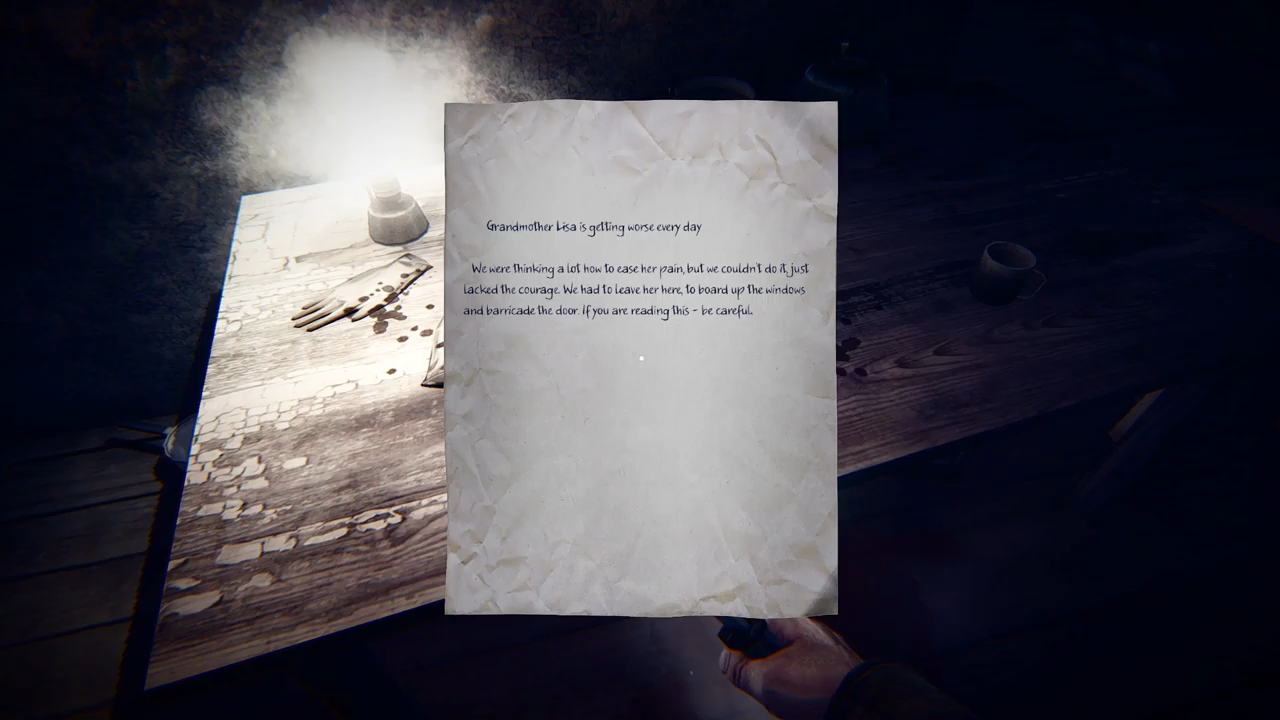 Grandmother Lisa is getting worse every day
We were thinking a lot how to ease her pain, but we couldn't do it, just
lacked the courage. We had to leave her here, to board up the windows
and barricade the door. If you are reading this - be careful.